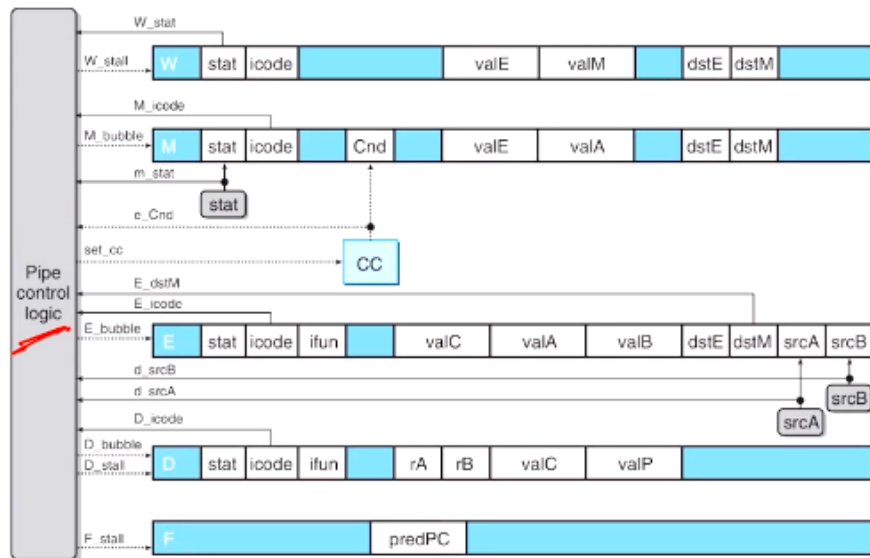 W_stat
W_stall
W stat icode valE valM dstE dstM
M_icode
M_bubble
M stat icode Cnd valE valA dstE dstM
m_stat
stat
e_Cnd
set_cc
CC
Pipe
control
logic
E_dstM
E_icode
E_bubble
E stat icode ifun valC valA valB dstE dstM srcA srcB
d_srcB
srcB
d_srcA
srcA
D_icode
D_bubble
D_stall
D stat icode ifun rA rB valC valP
F_stall
F predPC